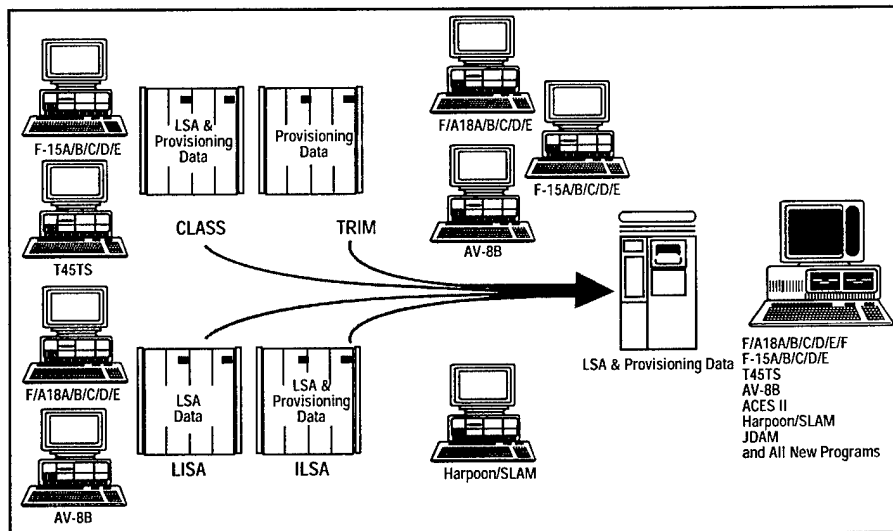 F-15A/B/C/D/E
LSA &
Provisioning
Data
Provisioning
Data
F/A18A/B/C/D/E
F-15A/B/C/D/E
T45TS
CLASS
TRIM
AV-8B
F/A18A/B/C/D/E
LSA
Data
LISA
LSA &
Provisioning
Data
ILSA
AV-8B
Harpoon/SLAM
LSA & Provisioning Data
F/A18A/B/C/D/E/F
F-15A/B/C/D/E
T45TS
AV-8B
ACES II
Harpoon/SLAM
JDAM
and All New Programs